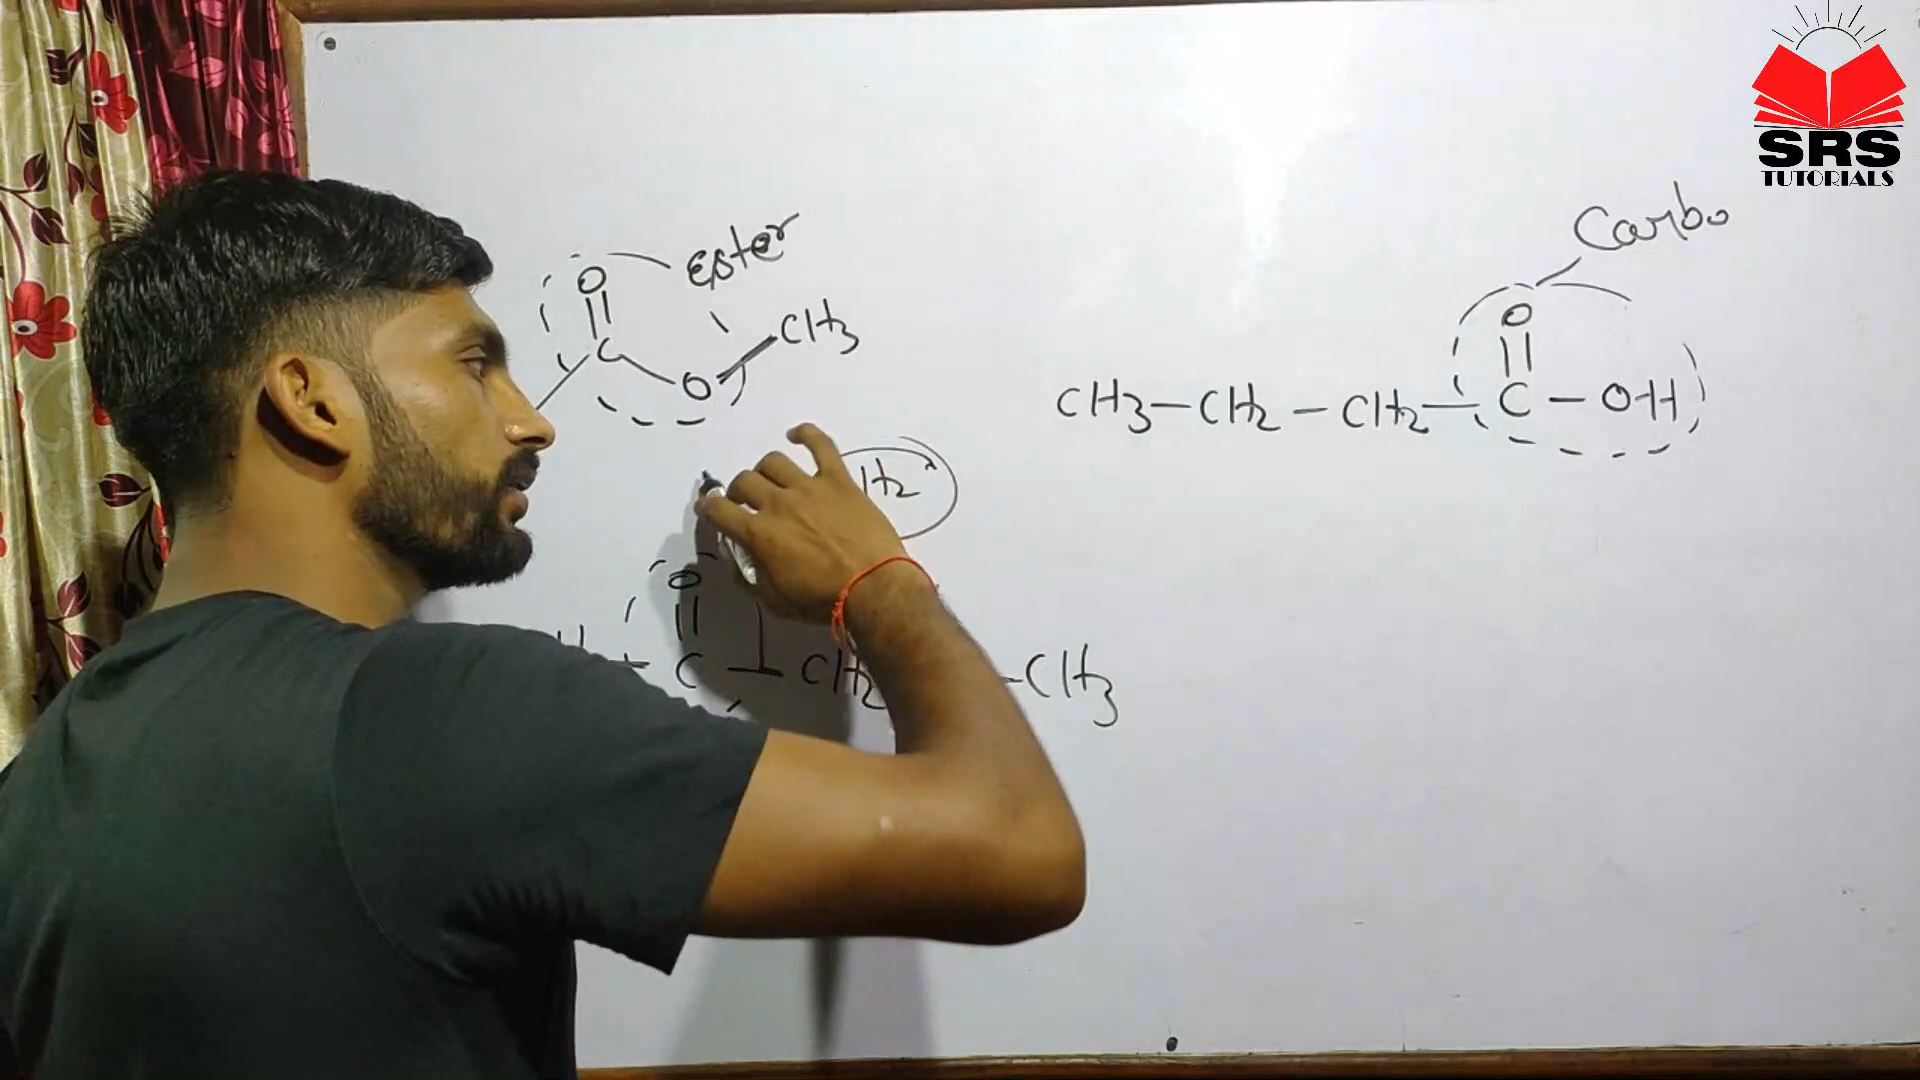 SRS
TUTORIALS
Ester
O
||
C
O
CH3
Carbo
O
||
CH3-CH2-CH2-C-OH
H2
O
||
C - CH2 -CH3